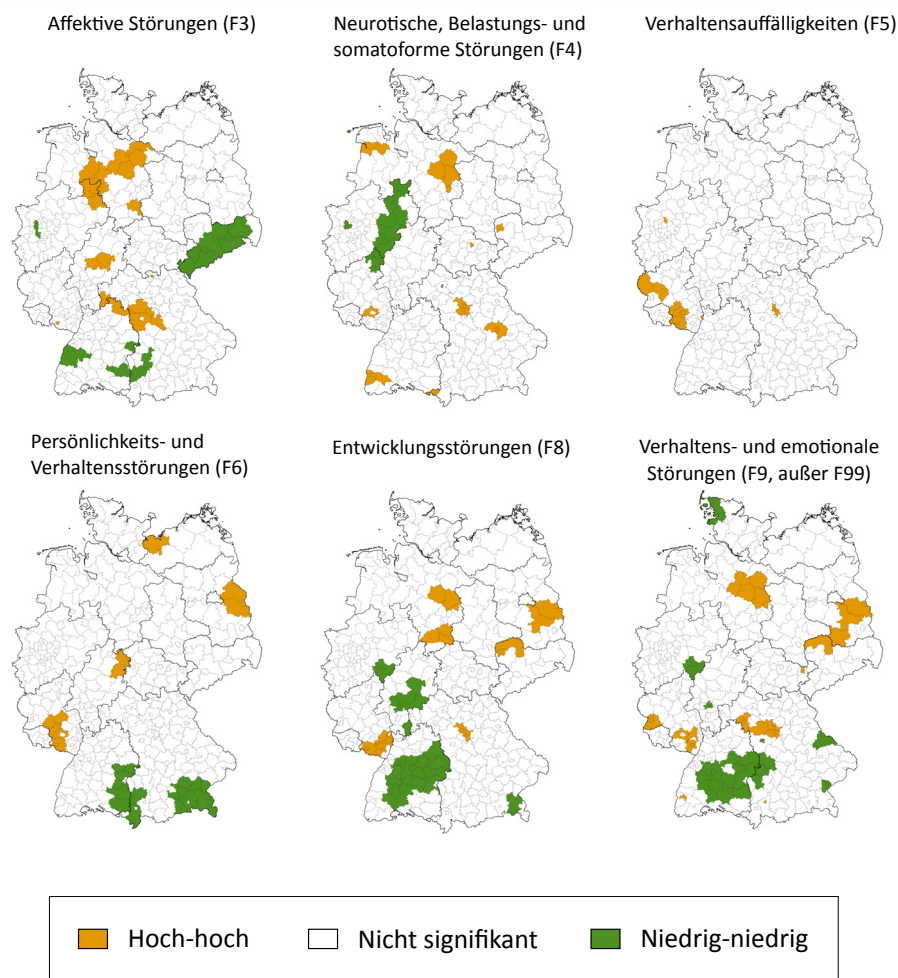 Affektive Störungen (F3)
Neurotische, Belastungs- und
somatoforme Störungen (F4)
Verhaltensauffälligkeiten (F5)
Persönlichkeits- und
Verhaltensstörungen (F6)
Entwicklungsstörungen (F8)
Verhaltens- und emotionale
Störungen (F9, außer F99)
Hoch-hoch
Nicht signifikant
Niedrig-niedrig